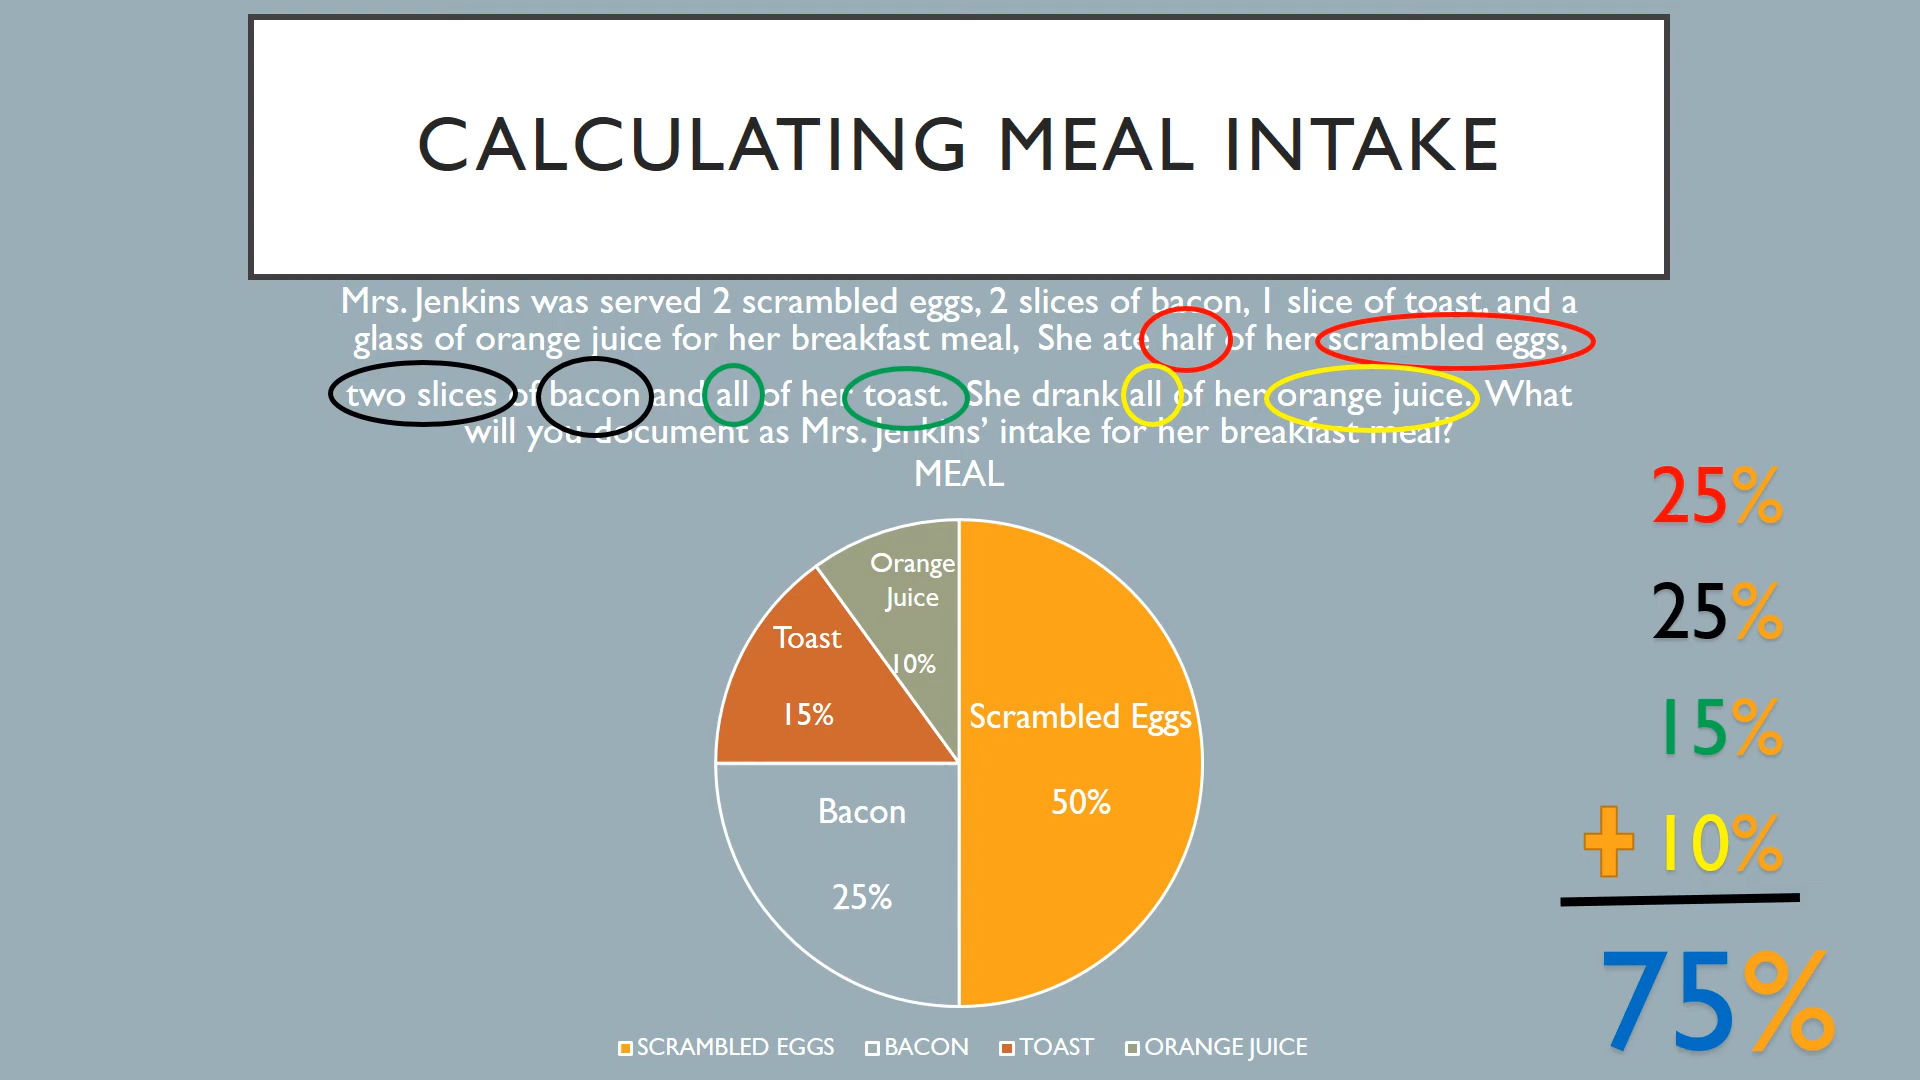 CALCULATING MEAL INTAKE
Mrs. Jenkins was served 2 scrambled eggs, 2 slices of bacon, 1 slice of toast, and a
glass of orange juice for her breakfast meal, She ate half of her scrambled eggs,
two slices of bacon and all of her toast. She drank all of her orange juice. What
will you document as Mrs. Jenkins’ intake for her breakfast meal?
MEAL
25%
25%
15%
+ 10%
75%
Orange
Juice
10%
Toast
15%
Scrambled Eggs
50%
Bacon
25%
SCRAMBLED EGGS BACON TOAST ORANGE JUICE